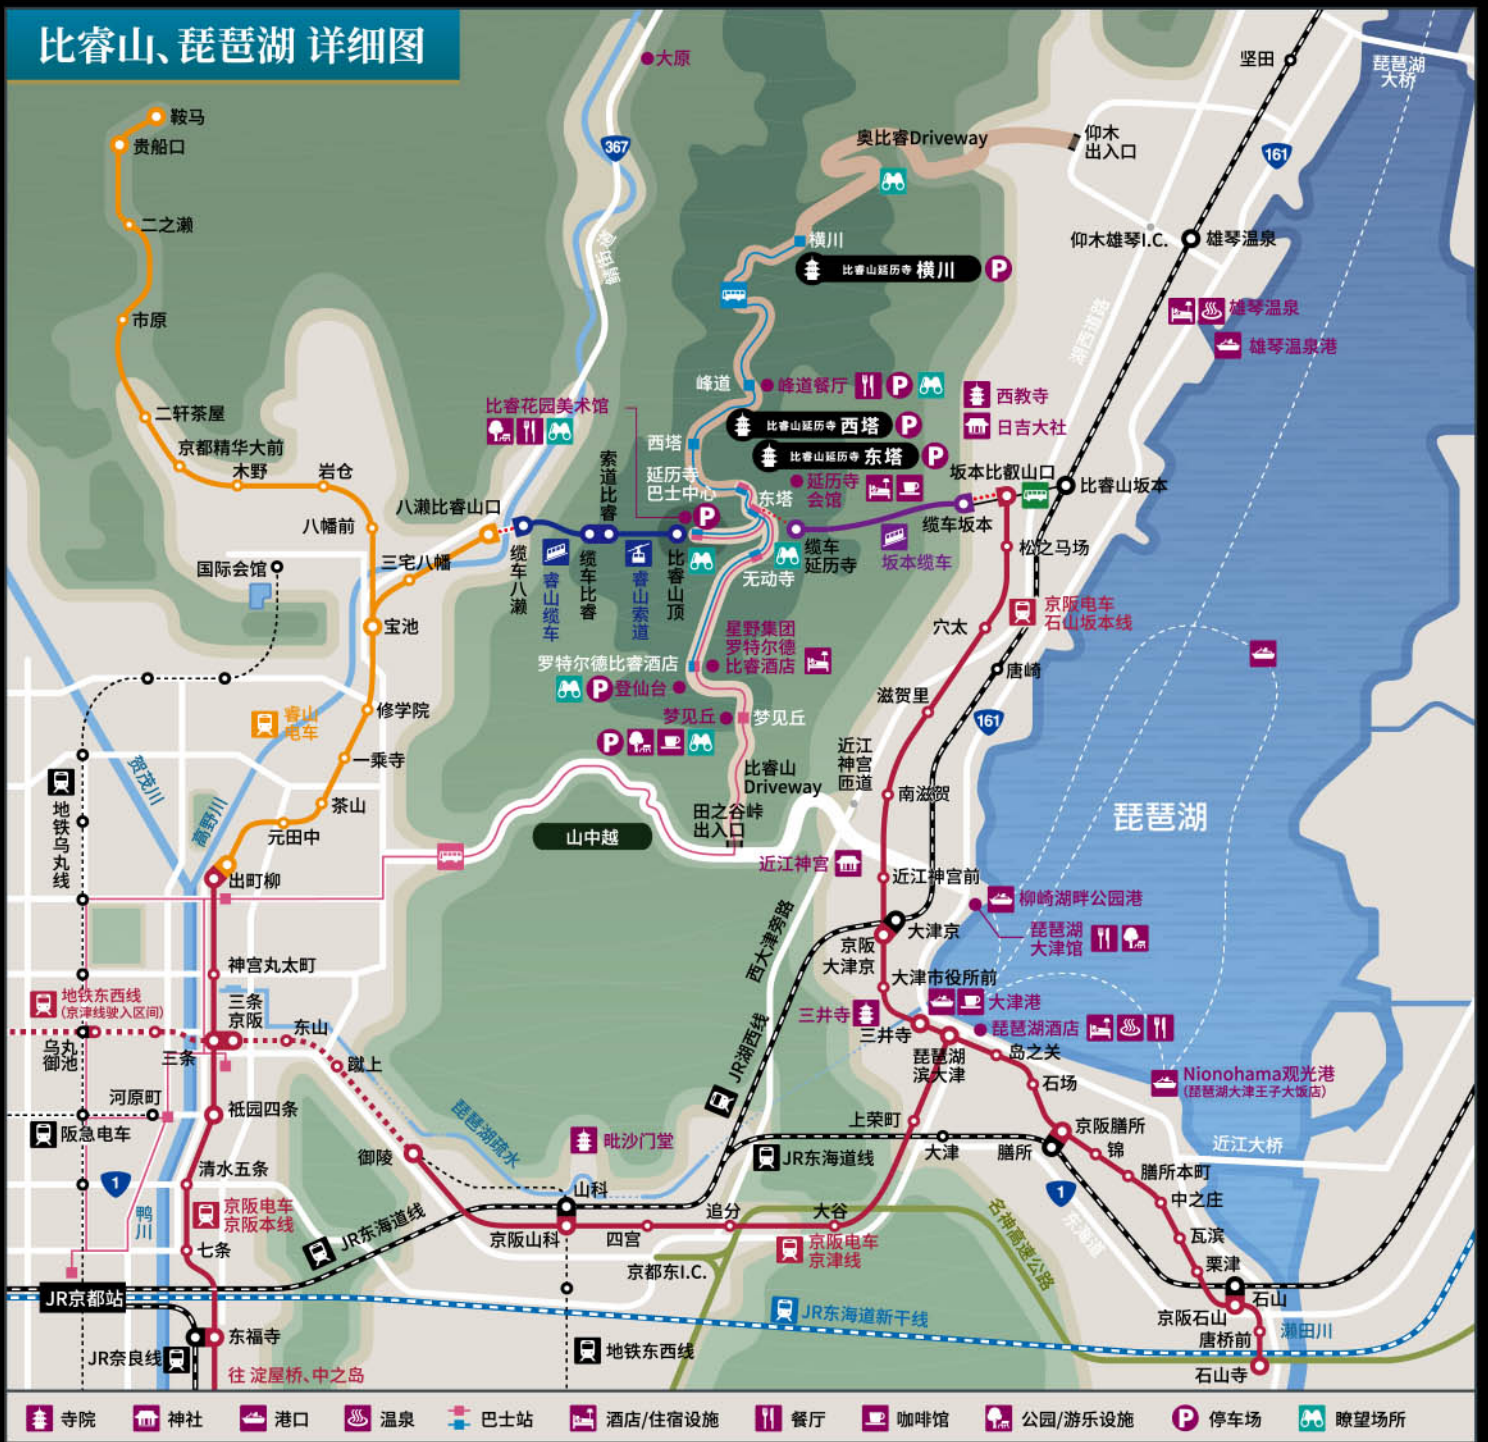 比睿山、琵琶湖 详细图
大原
坚田
琵琶湖
大桥
鞍马
贵船口
367
奥比睿Driveway
仰木
出入口
161
二之濑
鲭街道
横川
仰木雄琴I.C.
雄琴温泉
比睿山延历寺 横川
P
市原
湖西道路
雄琴温泉
雄琴温泉港
峰道
峰道餐厅
P
西教寺
二轩茶屋
比睿花园美术馆
比睿山延历寺 西塔
P
日吉大社
京都精华大前
西塔
比睿山延历寺 东塔
P
木野
岩仓
索道比睿
延历寺
巴士中心
延历寺
会馆
坂本比叡山口
比睿山坂本
八幡前
八濑比睿山口
P
东塔
缆车坂本
三宅八幡
缆车八濑
睿山缆车
缆车比睿
睿山索道
比睿山顶
缆车
延历寺
坂本缆车
松之马场
国际会馆
无动寺
京阪电车
石山坂本线
宝池
星野集团
罗特尔德
比睿酒店
穴太
罗特尔德比睿酒店
唐崎
P
登仙台
滋贺里
睿山
电车
修学院
梦见丘
梦见丘
161
P
一乘寺
近江
神宫
匝道
贺茂川
比睿山
Driveway
地铁乌丸线
高野川
茶山
南滋贺
元田中
山中越
田之谷峠
出入口
琵琶湖
近江神宫
近江神宫前
出町柳
柳崎湖畔公园港
西大津旁路
大津京
琵琶湖
大津馆
京阪
大津京
神宫丸太町
大津市役所前
地铁东西线
(京津线驶入区间)
三条
京阪
大津港
东山
三井寺
三井寺
琵琶湖酒店
乌丸
御池
三条
JR湖西线
琵琶湖
滨大津
岛之关
蹴上
石场
Nionohama观光港
(琵琶湖大津王子大饭店)
河原町
祗园四条
琵琶湖疏水
上荣町
京阪膳所
阪急电车
毗沙门堂
近江大桥
御陵
JR东海道线
大津
膳所
锦
清水五条
膳所本町
1
山科
1
中之庄
京阪电车
京阪本线
鸭川
JR东海道线
追分
大谷
名神高速公路
东海道
瓦滨
七条
京阪山科
四宫
京阪电车
京津线
栗津
京都东I.C.
JR京都站
石山
JR东海道新干线
京阪石山
唐桥前
濑田川
东福寺
JR奈良线
地铁东西线
往 淀屋桥、中之岛
石山寺
寺院
神社
港口
温泉
巴士站
酒店/住宿设施
餐厅
咖啡馆
公园/游乐设施
P
停车场
瞭望场所